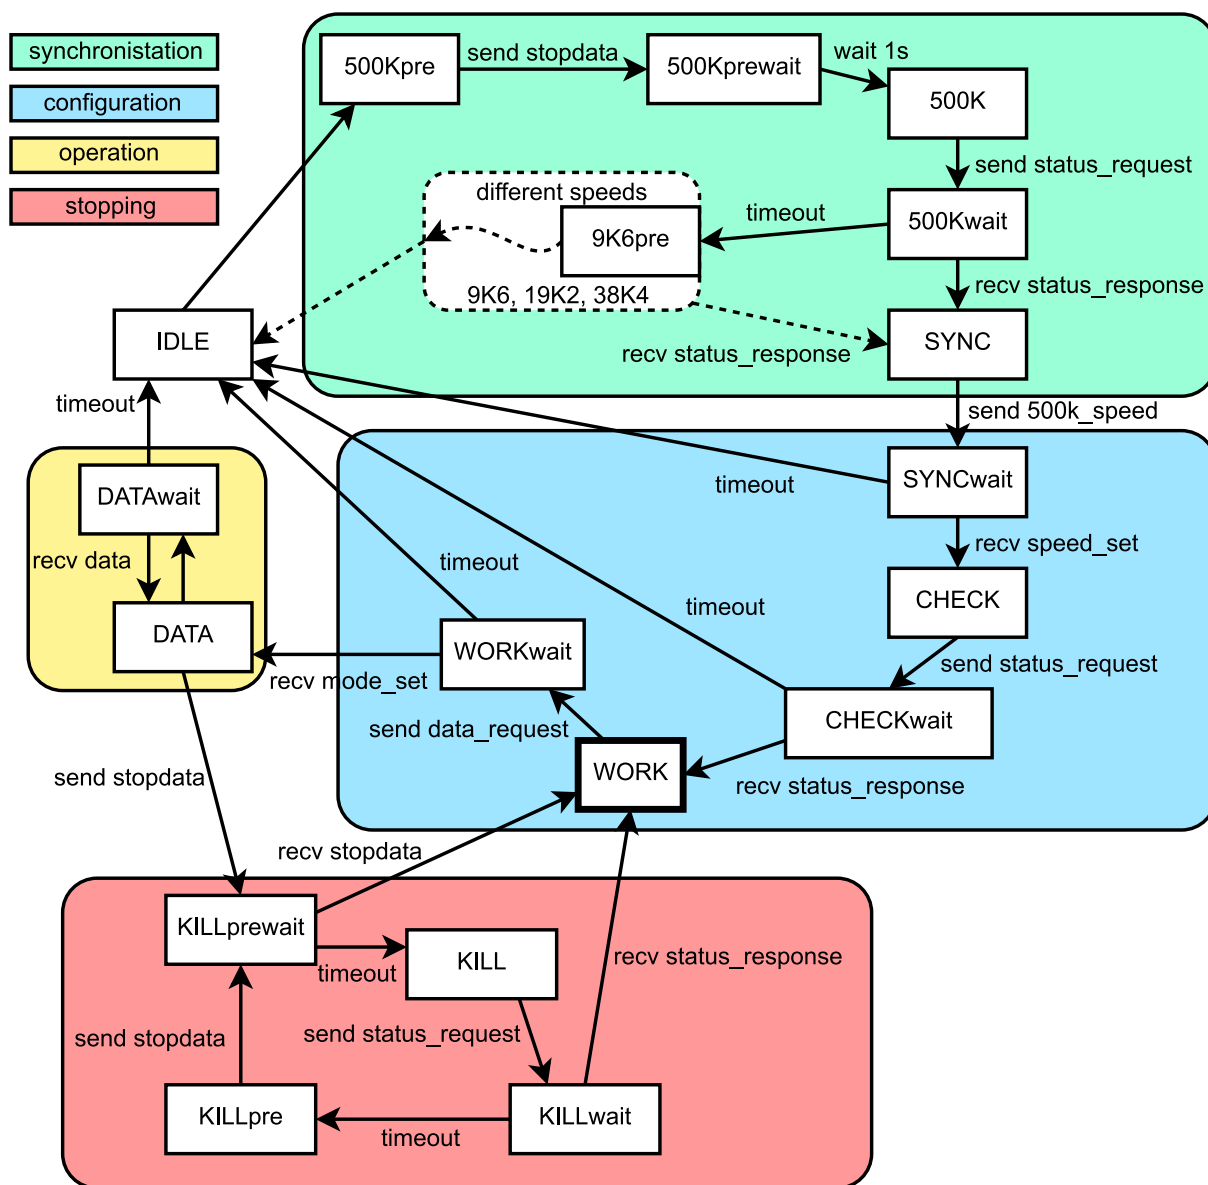 synchronistation
configuration
operation
stopping
500Kpre
send stopdata
500Kprewait
wait 1s
500K
send status_request
different speeds
9K6pre
timeout
500Kwait
9K6, 19K2, 38K4
recv status_response
IDLE
recv status_response
SYNC
timeout
send 500k_speed
DATAwait
SYNCwait
timeout
recv data
timeout
recv speed_set
CHECK
DATA
timeout
WORKwait
send status_request
recv mode_set
send data_request
CHECKwait
send stopdata
WORK
recv status_response
recv stopdata
KILLprewait
KILL
recv status_response
timeout
send stopdata
send status_request
KILLpre
KILLwait
timeout